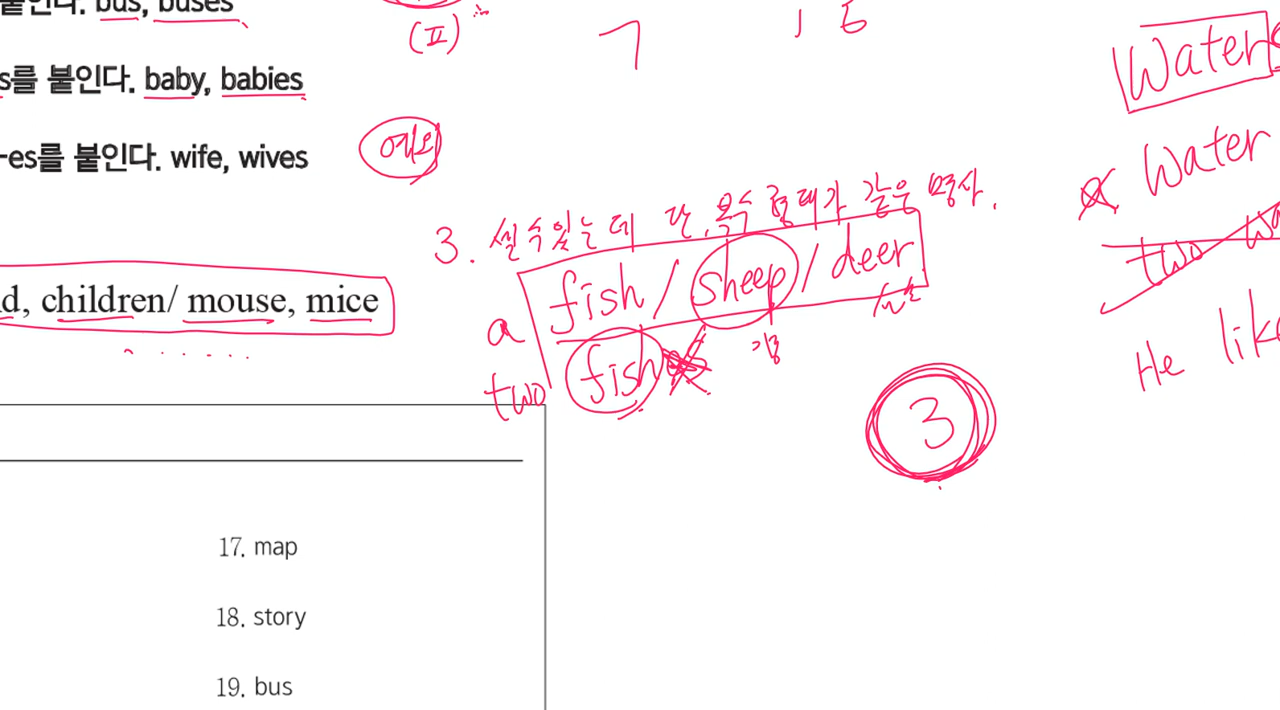 붙인다. bus, buses
(II)
7
15
Water
s를 붙인다. baby, babies
예외
-es를 붙인다. wife, wives
Water
3. 셀 수 있는데 단.복수 형태가 같은 명사.
two wa
d, children/ mouse, mice
a fish / sheep / deer
two fish
He like
3
17. map
18. story
19. bus